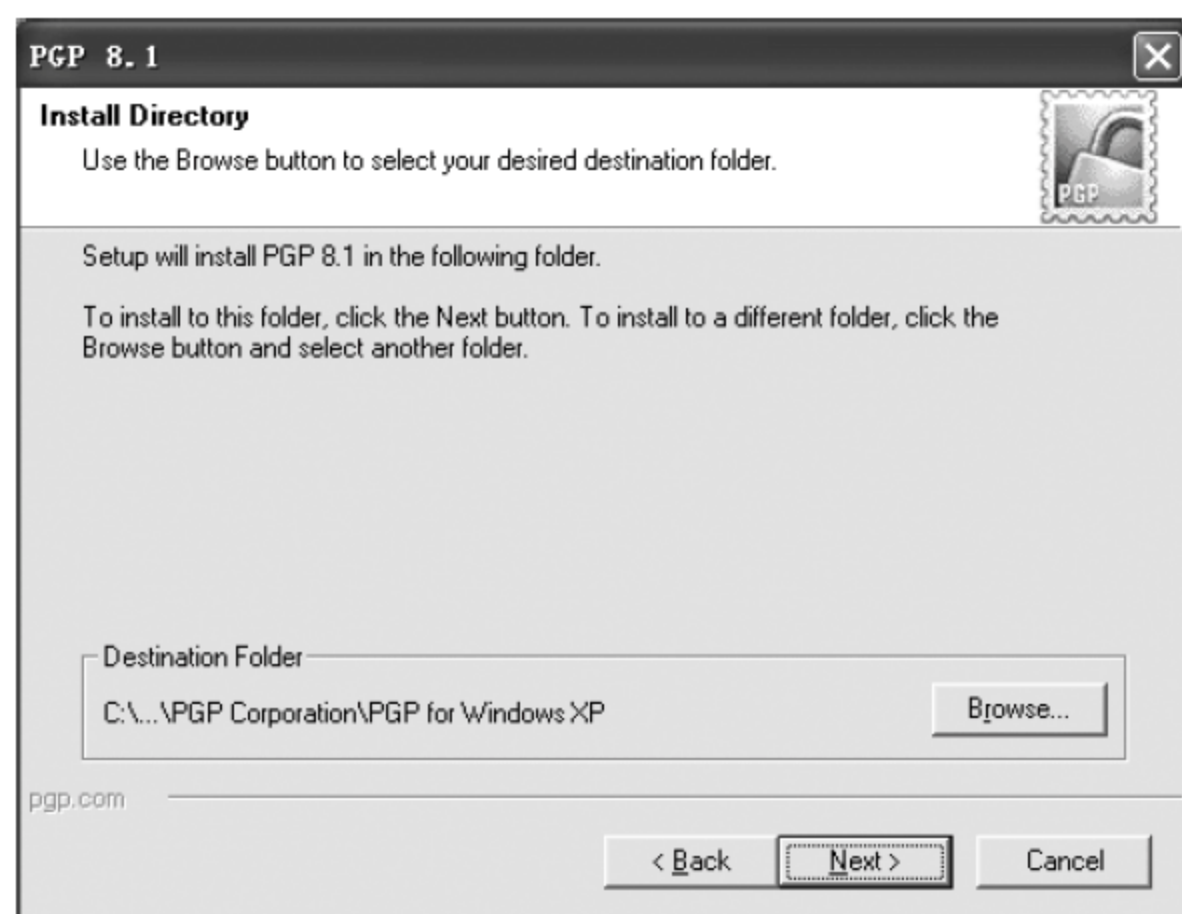 PGP 8.1
Install Directory
Use the Browse button to select your desired destination folder.
PGP
Setup will install PGP 8.1 in the following folder.
To install to this folder, click the Next button. To install to a different folder, click the
Browse button and select another folder.
Destination Folder
C:\...\PGP Corporation\PGP for Windows XP
Browse...
pgp.com
< Back
Next >
Cancel